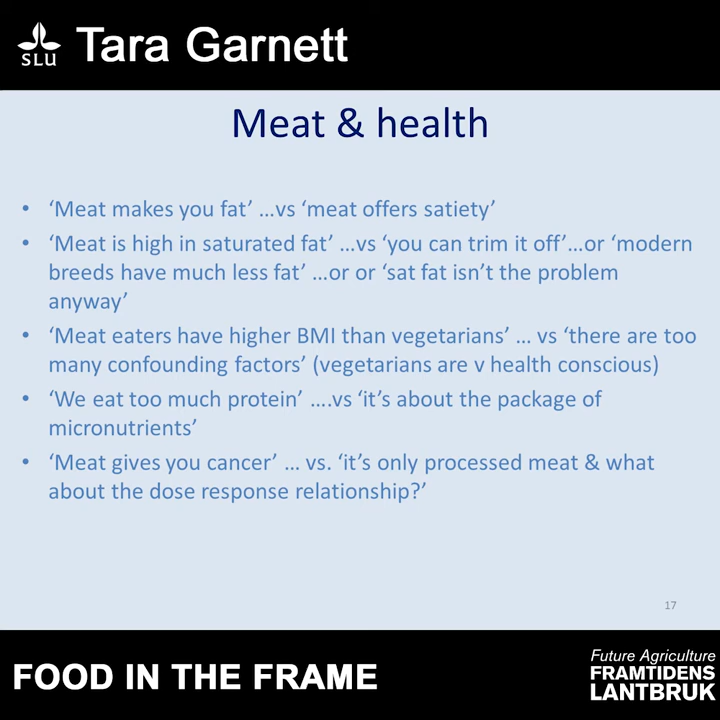 SLU
Tara Garnett
Meat & health
• ‘Meat makes you fat’ …vs ‘meat offers satiety’
• ‘Meat is high in saturated fat’ …vs ‘you can trim it off’…or ‘modern
breeds have much less fat’ …or or ‘sat fat isn’t the problem
anyway’
• ‘Meat eaters have higher BMI than vegetarians’ … vs ‘there are too
many confounding factors’ (vegetarians are v health conscious)
• ‘We eat too much protein’ ….vs ‘it’s about the package of
micronutrients’
• ‘Meat gives you cancer’ … vs. ‘it’s only processed meat & what
about the dose response relationship?’
17
FOOD IN THE FRAME
Future Agriculture
FRAMTIDENS
LANTBRUK